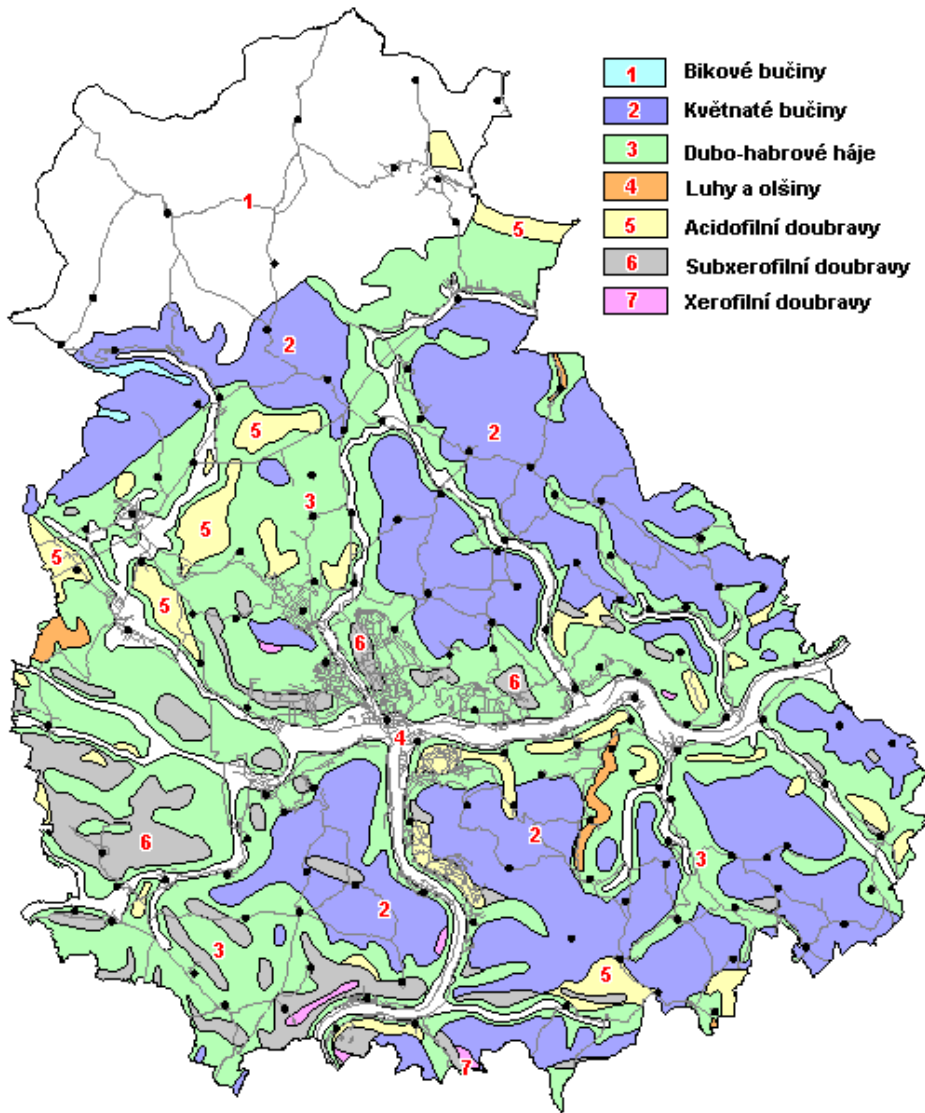 1 Bikové bučiny
2 Květnaté bučiny
3 Dubo-habrové háje
4 Luhy a olšiny
5 Acidofilní doubravy
6 Subxerofilní doubravy
7 Xerofilní doubravy
1
5
2
5
2
3
5
5
5
6
6
4
6
2
3
2
3
5
7